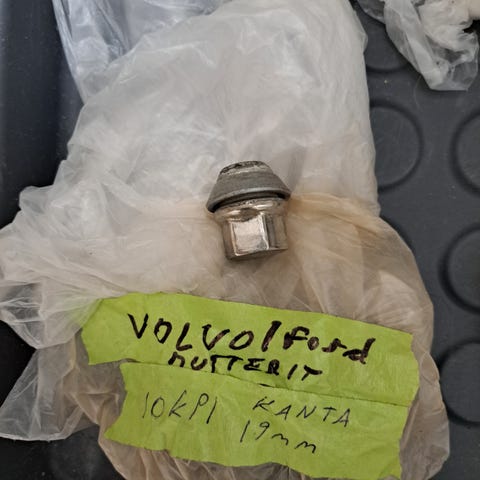 VOLVO/Ford
MUTTERIT
10KPl KANTA
19mm